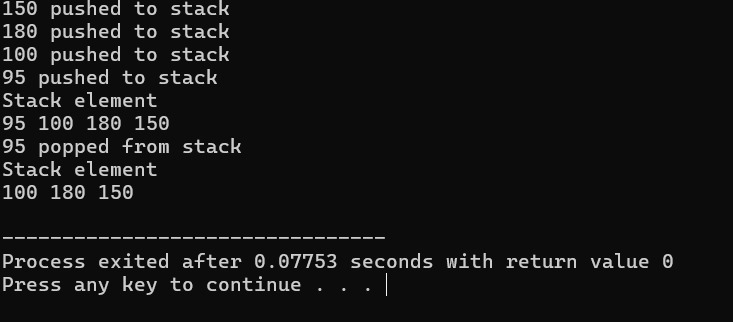 150 pushed to stack
180 pushed to stack
100 pushed to stack
95 pushed to stack
Stack element
95 100 180 150
95 popped from stack
Stack element
100 180 150
--------------------------------
Process exited after 0.07753 seconds with return value 0
Press any key to continue . . .